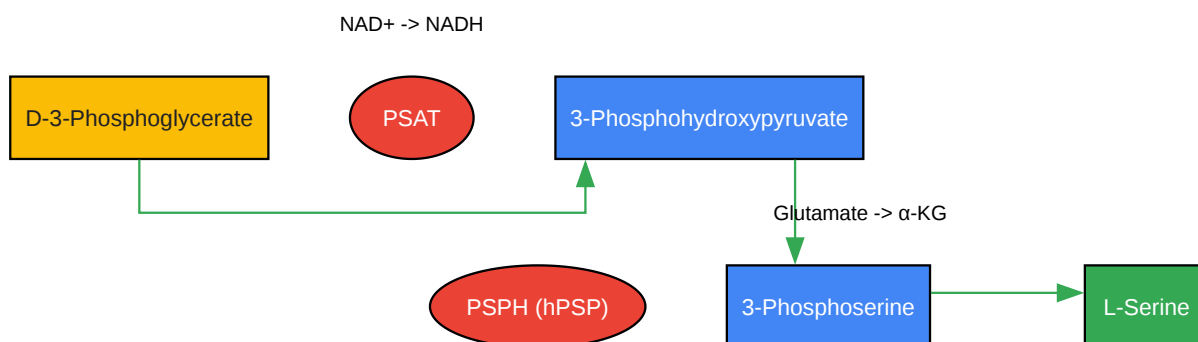 NAD+ -> NADH
D-3-Phosphoglycerate
PSAT
3-Phosphohydroxypyruvate
Glutamate -> α-KG
PSPH (hPSP)
3-Phosphoserine
L-Serine